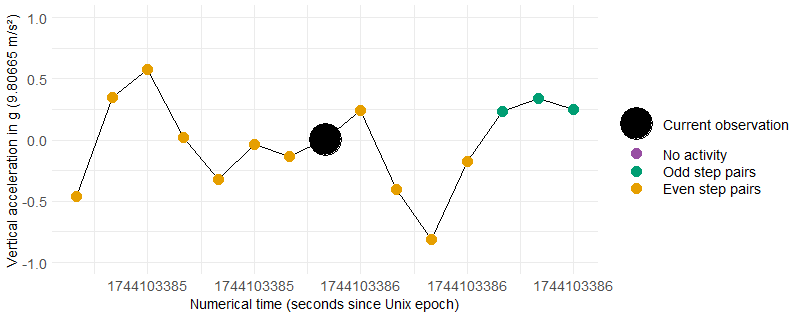 Vertical acceleration in g (9.80665 m/s²)
1.0
0.5
0.0
-0.5
-1.0
1744103385 1744103385 1744103386 1744103386 1744103386
Numerical time (seconds since Unix epoch)
Current observation
No activity
Odd step pairs
Even step pairs